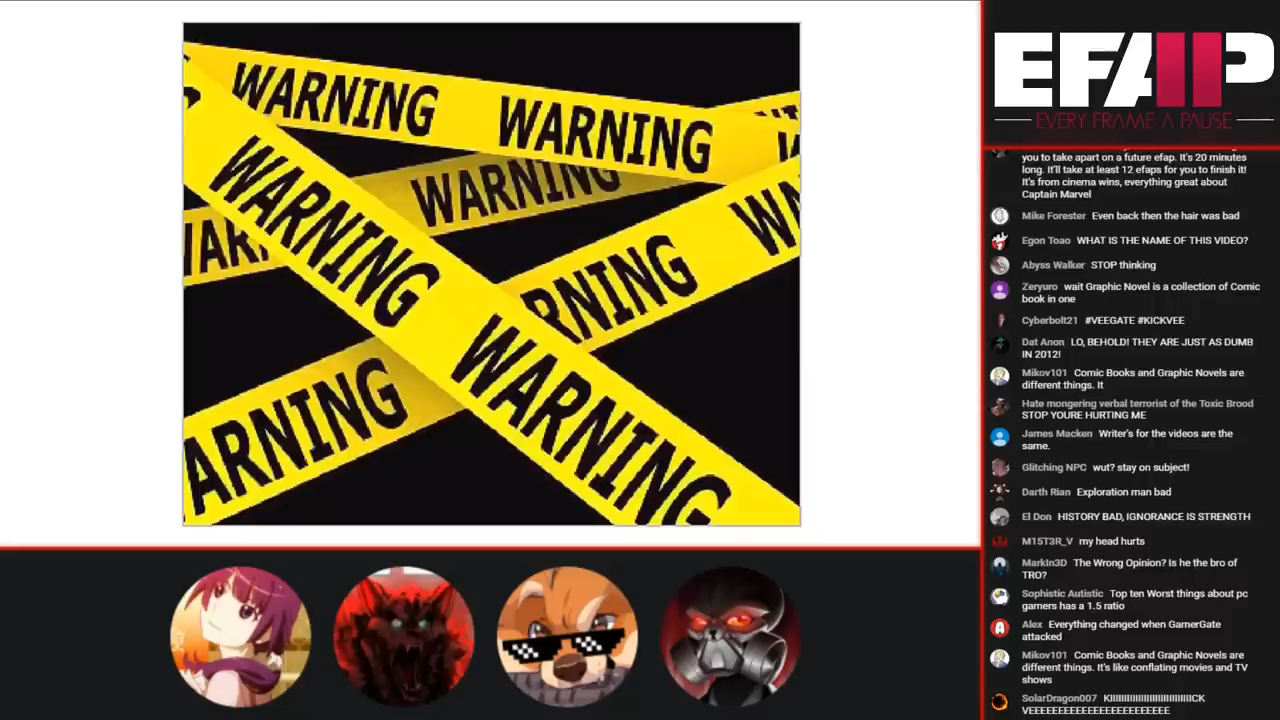 WARNING WARNING
WARNING
WARNING
WARNING
EFAP
EVERY FRAME A PAUSE
you to take apart on a future efap. It's 20 minutes
long. It'll take at least 12 efaps for you to finish it!
It's from cinema wins, everything great about
Captain Marvel
Mike Forester Even back then the hair was bad
Egon Toao WHAT IS THE NAME OF THIS VIDEO?
Abyss Walker STOP thinking
Zeryuro wait Graphic Novel is a collection of Comic
book in one
Cyberbolt21 #VEEGATE #KICKVEE
Dat Anon LO, BEHOLD! THEY ARE JUST AS DUMB
IN 2012!
Mikov101 Comic Books and Graphic Novels are
different things. It
Hate mongering verbal terrorist of the Toxic Brood
STOP YOURE HURTING ME
James Macken Writer's for the videos are the
same.
Glitching NPC wut? stay on subject!
Darth Rian Exploration man bad
El Don HISTORY BAD, IGNORANCE IS STRENGTH
M15T3R_V my head hurts
MarkIn3D The Wrong Opinion? Is he the bro of
TRO?
Sophistic Autistic Top ten Worst things about pc
gamers has a 1.5 ratio
Alex Everything changed when GamerGate
attacked
Mikov101 Comic Books and Graphic Novels are
different things. It's like conflating movies and TV
shows
SolarDragon007 KIIIIIIIIIIIIIIIIIIIIIIIIIIIIIICK
VEEEEEEEEEEEEEEEEEEEEEEEE